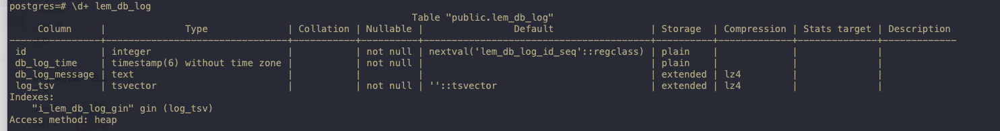 postgres=# \d+ lem_db_log
Table "public.lem_db_log"
Column | Type | Collation | Nullable | Default | Storage | Compression | Stats target | Description
----------------+--------------------------------+-----------+----------+---------------------------------------+----------+-------------+--------------+-------------
id | integer | | not null | nextval('lem_db_log_id_seq'::regclass) | plain | | |
db_log_time | timestamp(6) without time zone | | not null | | plain | | |
db_log_message | text | | | | extended | lz4 | |
log_tsv | tsvector | | not null | ''::tsvector | extended | lz4 | |
Indexes:
"i_lem_db_log_gin" gin (log_tsv)
Access method: heap